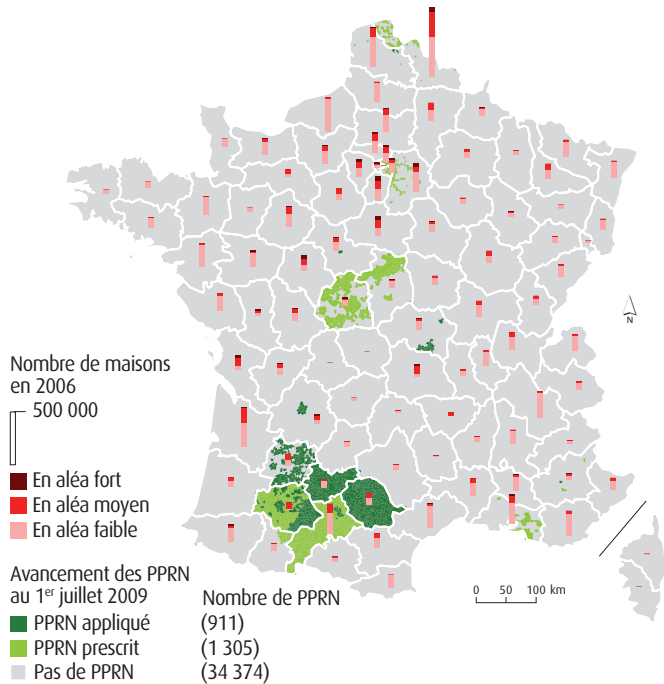 N
Nombre de maisons
en 2006
500 000
En aléa fort
En aléa moyen
En aléa faible
0 50 100 km
Avancement des PPRN
au 1er juillet 2009
Nombre de PPRN
PPRN appliqué (911)
PPRN prescrit (1 305)
Pas de PPRN (34 374)